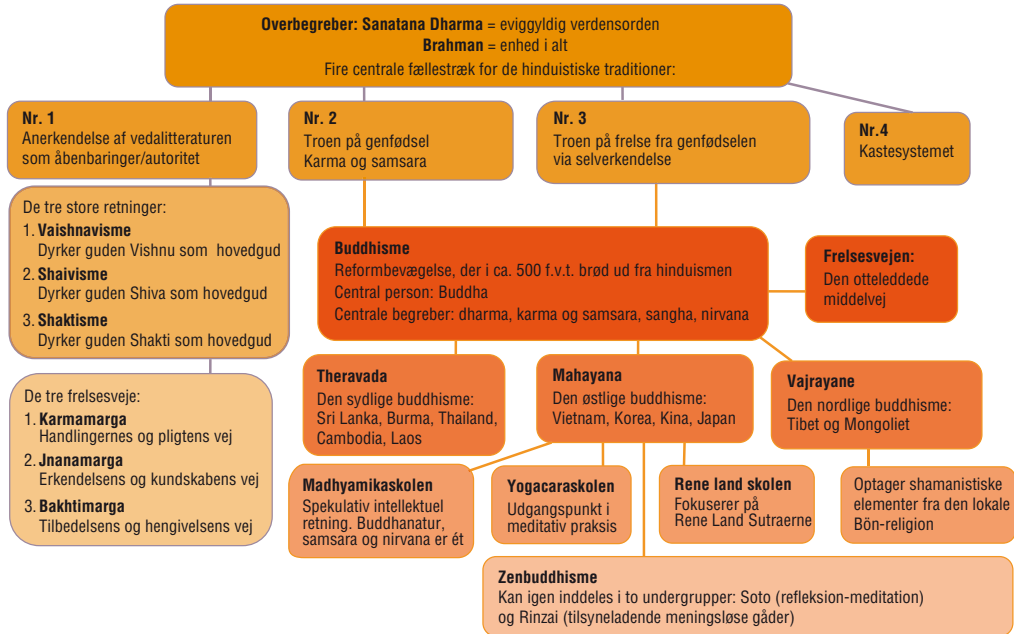 Overbegreber: Sanatana Dharma = eviggyldig verdensorden
Brahman = enhed i alt
Fire centrale fællestræk for de hinduistiske traditioner:
Nr. 1
Anerkendelse af vedalitteraturen
som åbenbaringer/autoritet
Nr. 2
Troen på genfødsel
Karma og samsara
Nr. 3
Troen på frelse fra genfødselen
via selverkendelse
Nr.4
Kastesystemet
De tre store retninger:
1. Vaishnavisme
Dyrker guden Vishnu som hovedgud
2. Shaivisme
Dyrker guden Shiva som hovedgud
3. Shaktisme
Dyrker guden Shakti som hovedgud
De tre frelsesveje:
1. Karmamarga
Handlingernes og pligtens vej
2. Jnanamarga
Erkendelsens og kundskabens vej
3. Bakhtimarga
Tilbedelsens og hengivelsens vej
Buddhisme
Reformbevægelse, der i ca. 500 f.v.t. brød ud fra hinduismen
Central person: Buddha
Centrale begreber: dharma, karma og samsara, sangha, nirvana
Frelsesvejen:
Den otteleddede
middelvej
Theravada
Den sydlige buddhisme:
Sri Lanka, Burma, Thailand,
Cambodia, Laos
Mahayana
Den østlige buddhisme:
Vietnam, Korea, Kina, Japan
Vajrayane
Den nordlige buddhisme:
Tibet og Mongoliet
Madhyamikaskolen
Spekulativ intellektuel
retning. Buddhanatur,
samsara og nirvana er ét
Yogacaraskolen
Udgangspunkt i
meditativ praksis
Rene land skolen
Fokuserer på
Rene Land Sutraerne
Optager shamanistiske
elementer fra den lokale
Bön-religion
Zenbuddhisme
Kan igen inddeles i to undergrupper: Soto (refleksion-meditation)
og Rinzai (tilsyneladende meningsløse gåder)